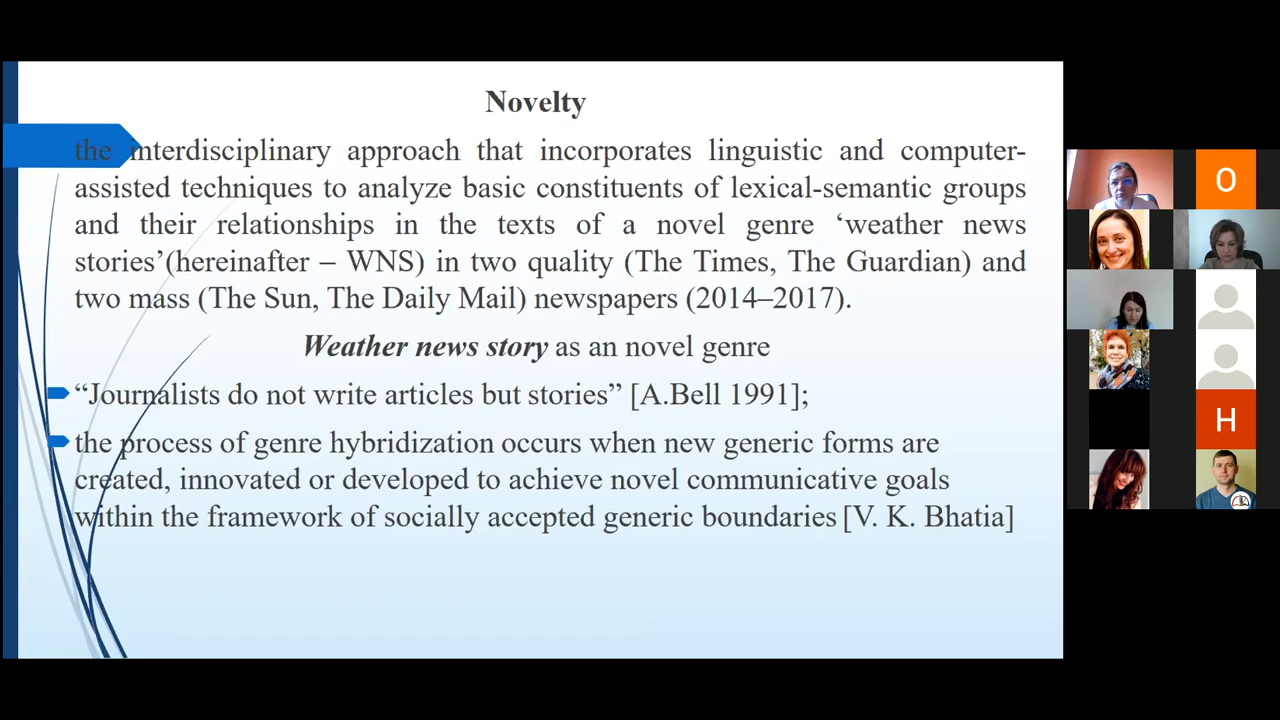 Novelty
the interdisciplinary approach that incorporates linguistic and computer-
assisted techniques to analyze basic constituents of lexical-semantic groups
and their relationships in the texts of a novel genre ‘weather news
stories’(hereinafter – WNS) in two quality (The Times, The Guardian) and
two mass (The Sun, The Daily Mail) newspapers (2014–2017).
Weather news story as an novel genre
“Journalists do not write articles but stories” [A.Bell 1991];
the process of genre hybridization occurs when new generic forms are
created, innovated or developed to achieve novel communicative goals
within the framework of socially accepted generic boundaries [V. K. Bhatia]
O
H